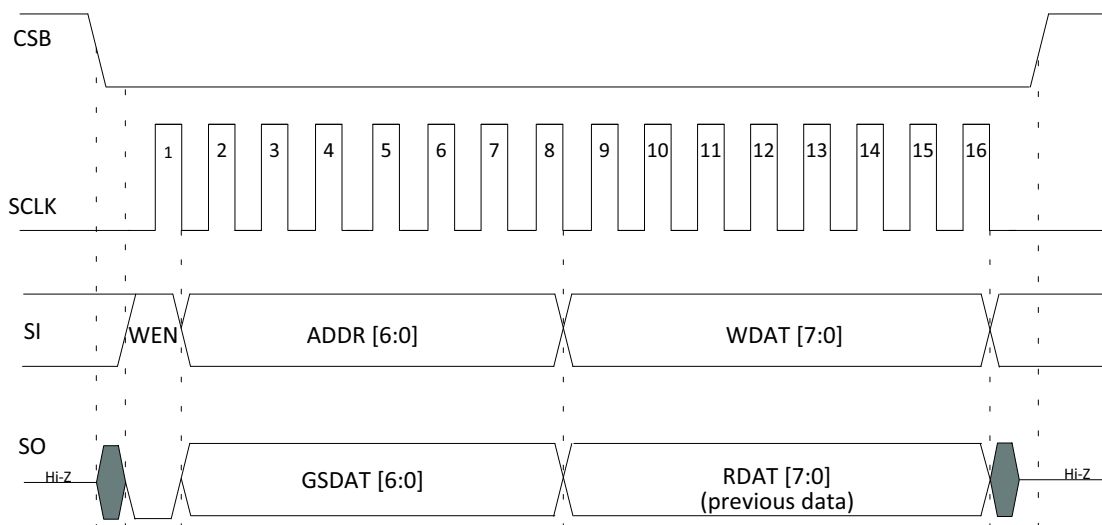 CSB
1 2 3 4 5 6 7 8 9 10 11 12 13 14 15 16
SCLK
SI
WEN
ADDR [6:0]
WDAT [7:0]
SO
Hi-Z
GSDAT [6:0]
RDAT [7:0]
(previous data)
Hi-Z